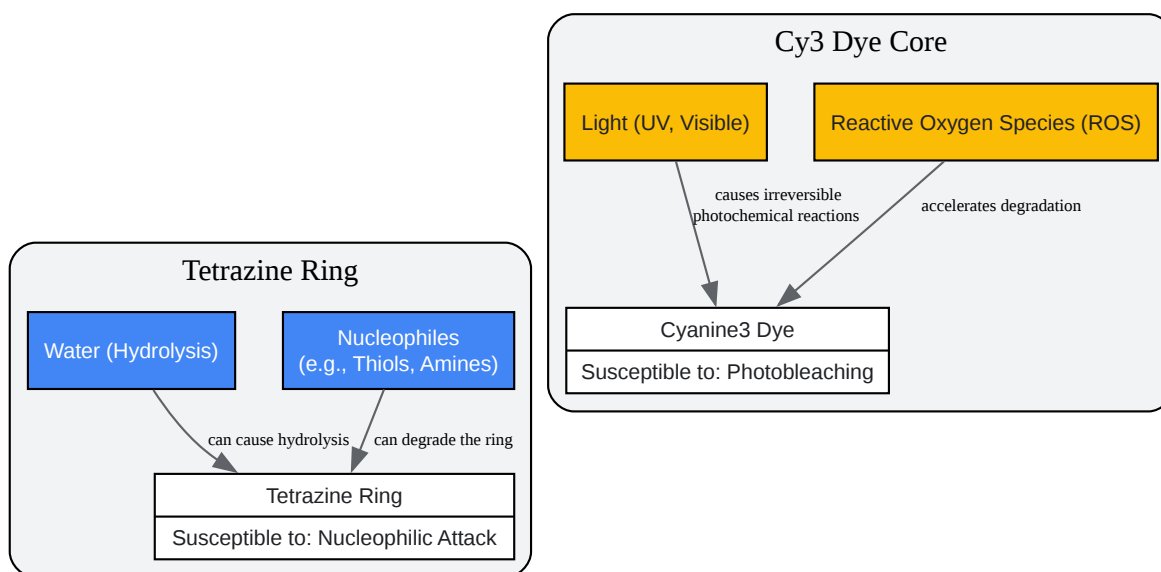 Cy3 Dye Core
Light (UV, Visible)
Reactive Oxygen Species (ROS)
causes irreversible
photochemical reactions
accelerates degradation
Cyanine3 Dye
Susceptible to: Photobleaching
Tetrazine Ring
Water (Hydrolysis)
Nucleophiles
(e.g., Thiols, Amines)
can cause hydrolysis
can degrade the ring
Tetrazine Ring
Susceptible to: Nucleophilic Attack